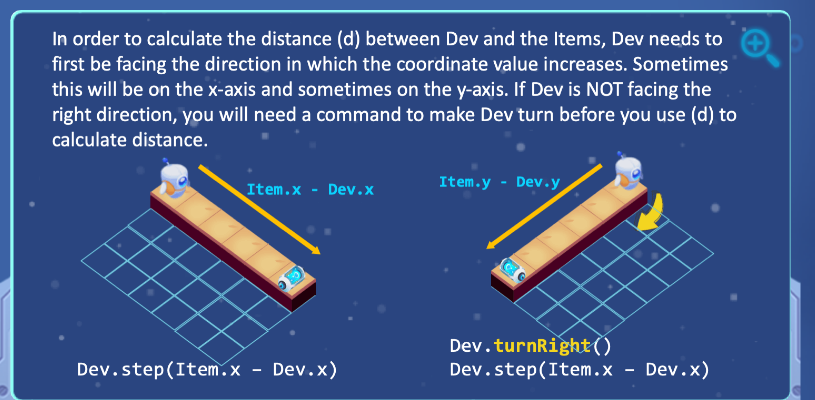 In order to calculate the distance (d) between Dev and the Items, Dev needs to
first be facing the direction in which the coordinate value increases. Sometimes
this will be on the x-axis and sometimes on the y-axis. If Dev is NOT facing the
right direction, you will need a command to make Dev turn before you use (d) to
calculate distance.
Item.x - Dev.x
Item.y - Dev.y
Dev.step(Item.x – Dev.x)
Dev.turnRight()
Dev.step(Item.x – Dev.x)